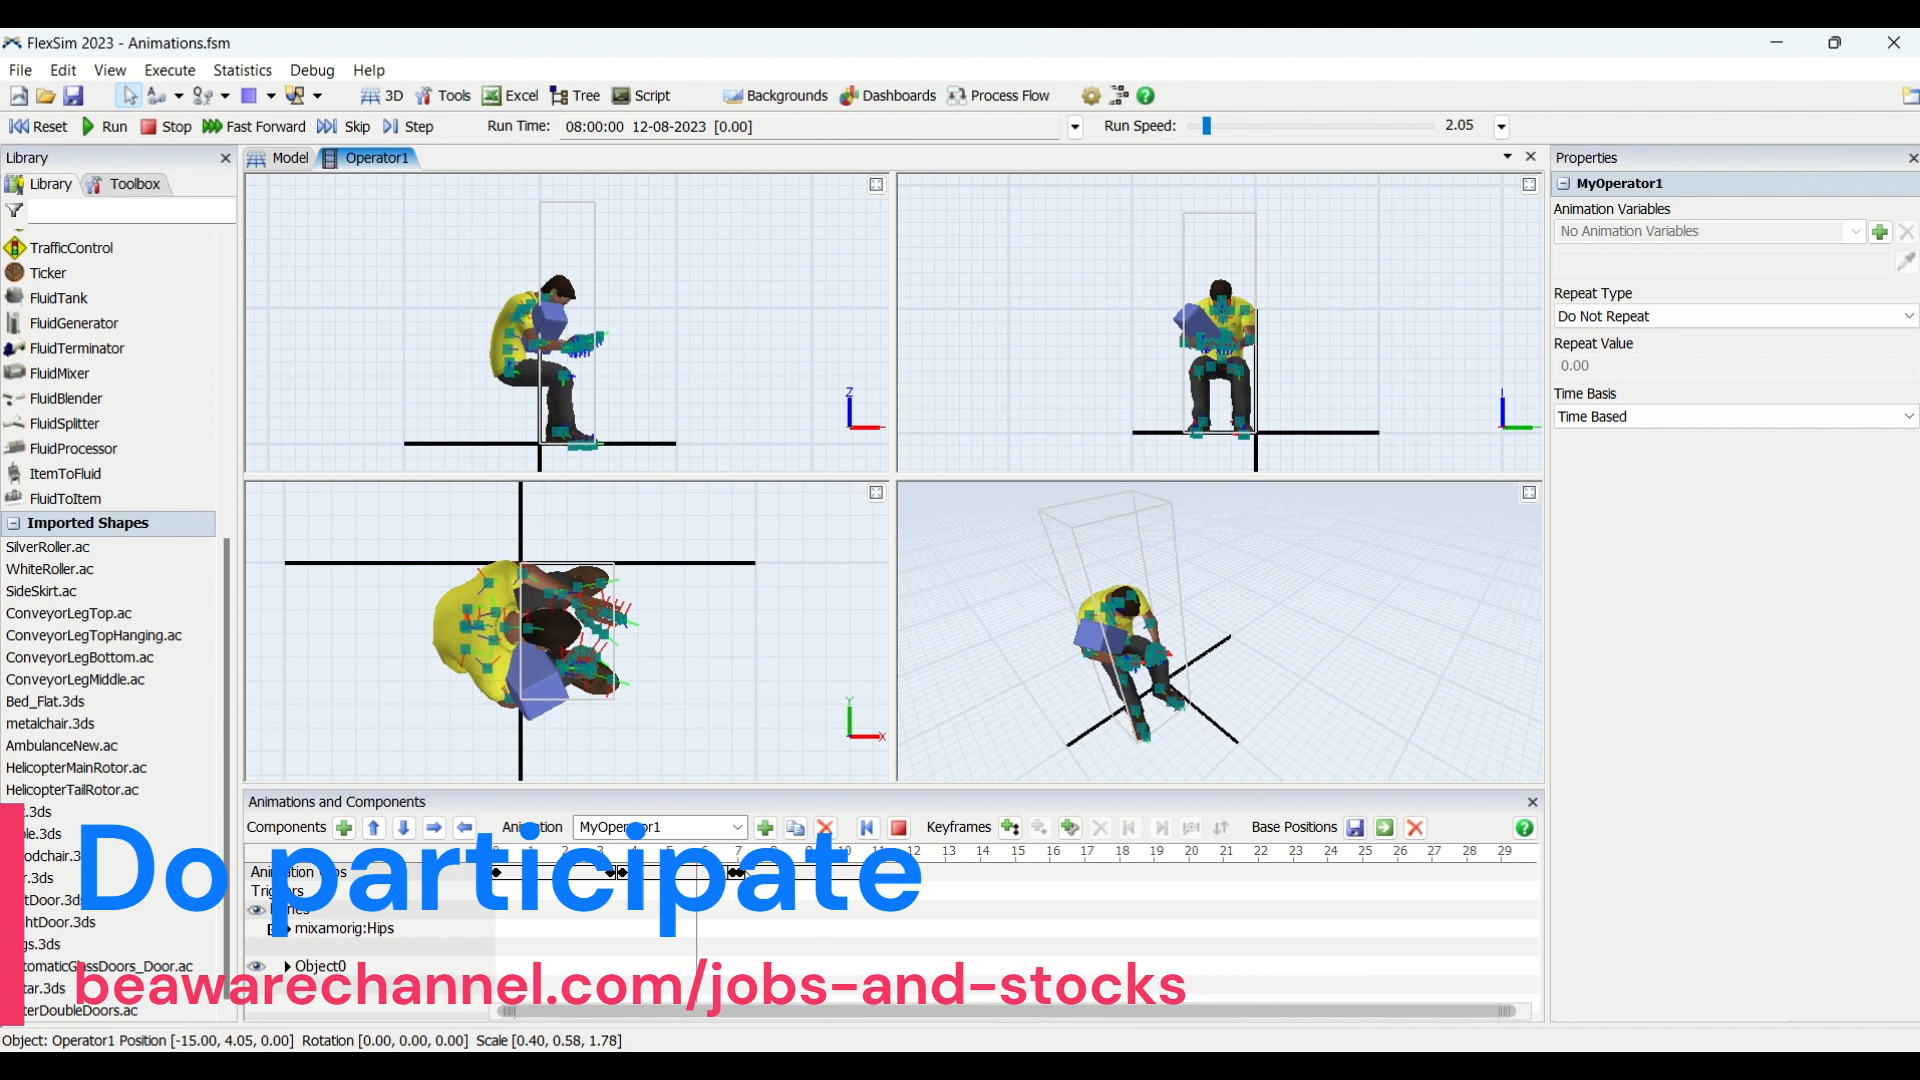 FlexSim 2023 - Animations.fsm
File Edit View Execute Statistics Debug Help
3D Tools Excel Tree Script Backgrounds Dashboards Process Flow
Reset Run Stop Fast Forward Skip Step Run Time: 08:00:00 12-08-2023 [0.00] Run Speed: 2.05
Library
Library Toolbox
TrafficControl
Ticker
FluidTank
FluidGenerator
FluidTerminator
FluidMixer
FluidBlender
FluidSplitter
FluidProcessor
ItemToFluid
FluidToItem
Imported Shapes
SilverRoller.ac
WhiteRoller.ac
SideSkirt.ac
ConveyorLegTop.ac
ConveyorLegTopHanging.ac
ConveyorLegBottom.ac
ConveyorLegMiddle.ac
Bed_Flat.3ds
metalchair.3ds
AmbulanceNew.ac
HelicopterMainRotor.ac
HelicopterTailRotor.ac
Model Operator1
Z
Y
X
Properties
MyOperator1
Animation Variables
No Animation Variables
Repeat Type
Do Not Repeat
Repeat Value
0.00
Time Basis
Time Based
Animations and Components
Components MyOperator1 Keyframes Base Positions
13 14 15 16 17 18 19 20 21 22 23 24 25 26 27 28 29
mixamorig:Hips
Object0
Do participate
beawarechannel.com/jobs-and-stocks
Object: Operator1 Position [-15.00, 4.05, 0.00] Rotation [0.00, 0.00, 0.00] Scale [0.40, 0.58, 1.78]